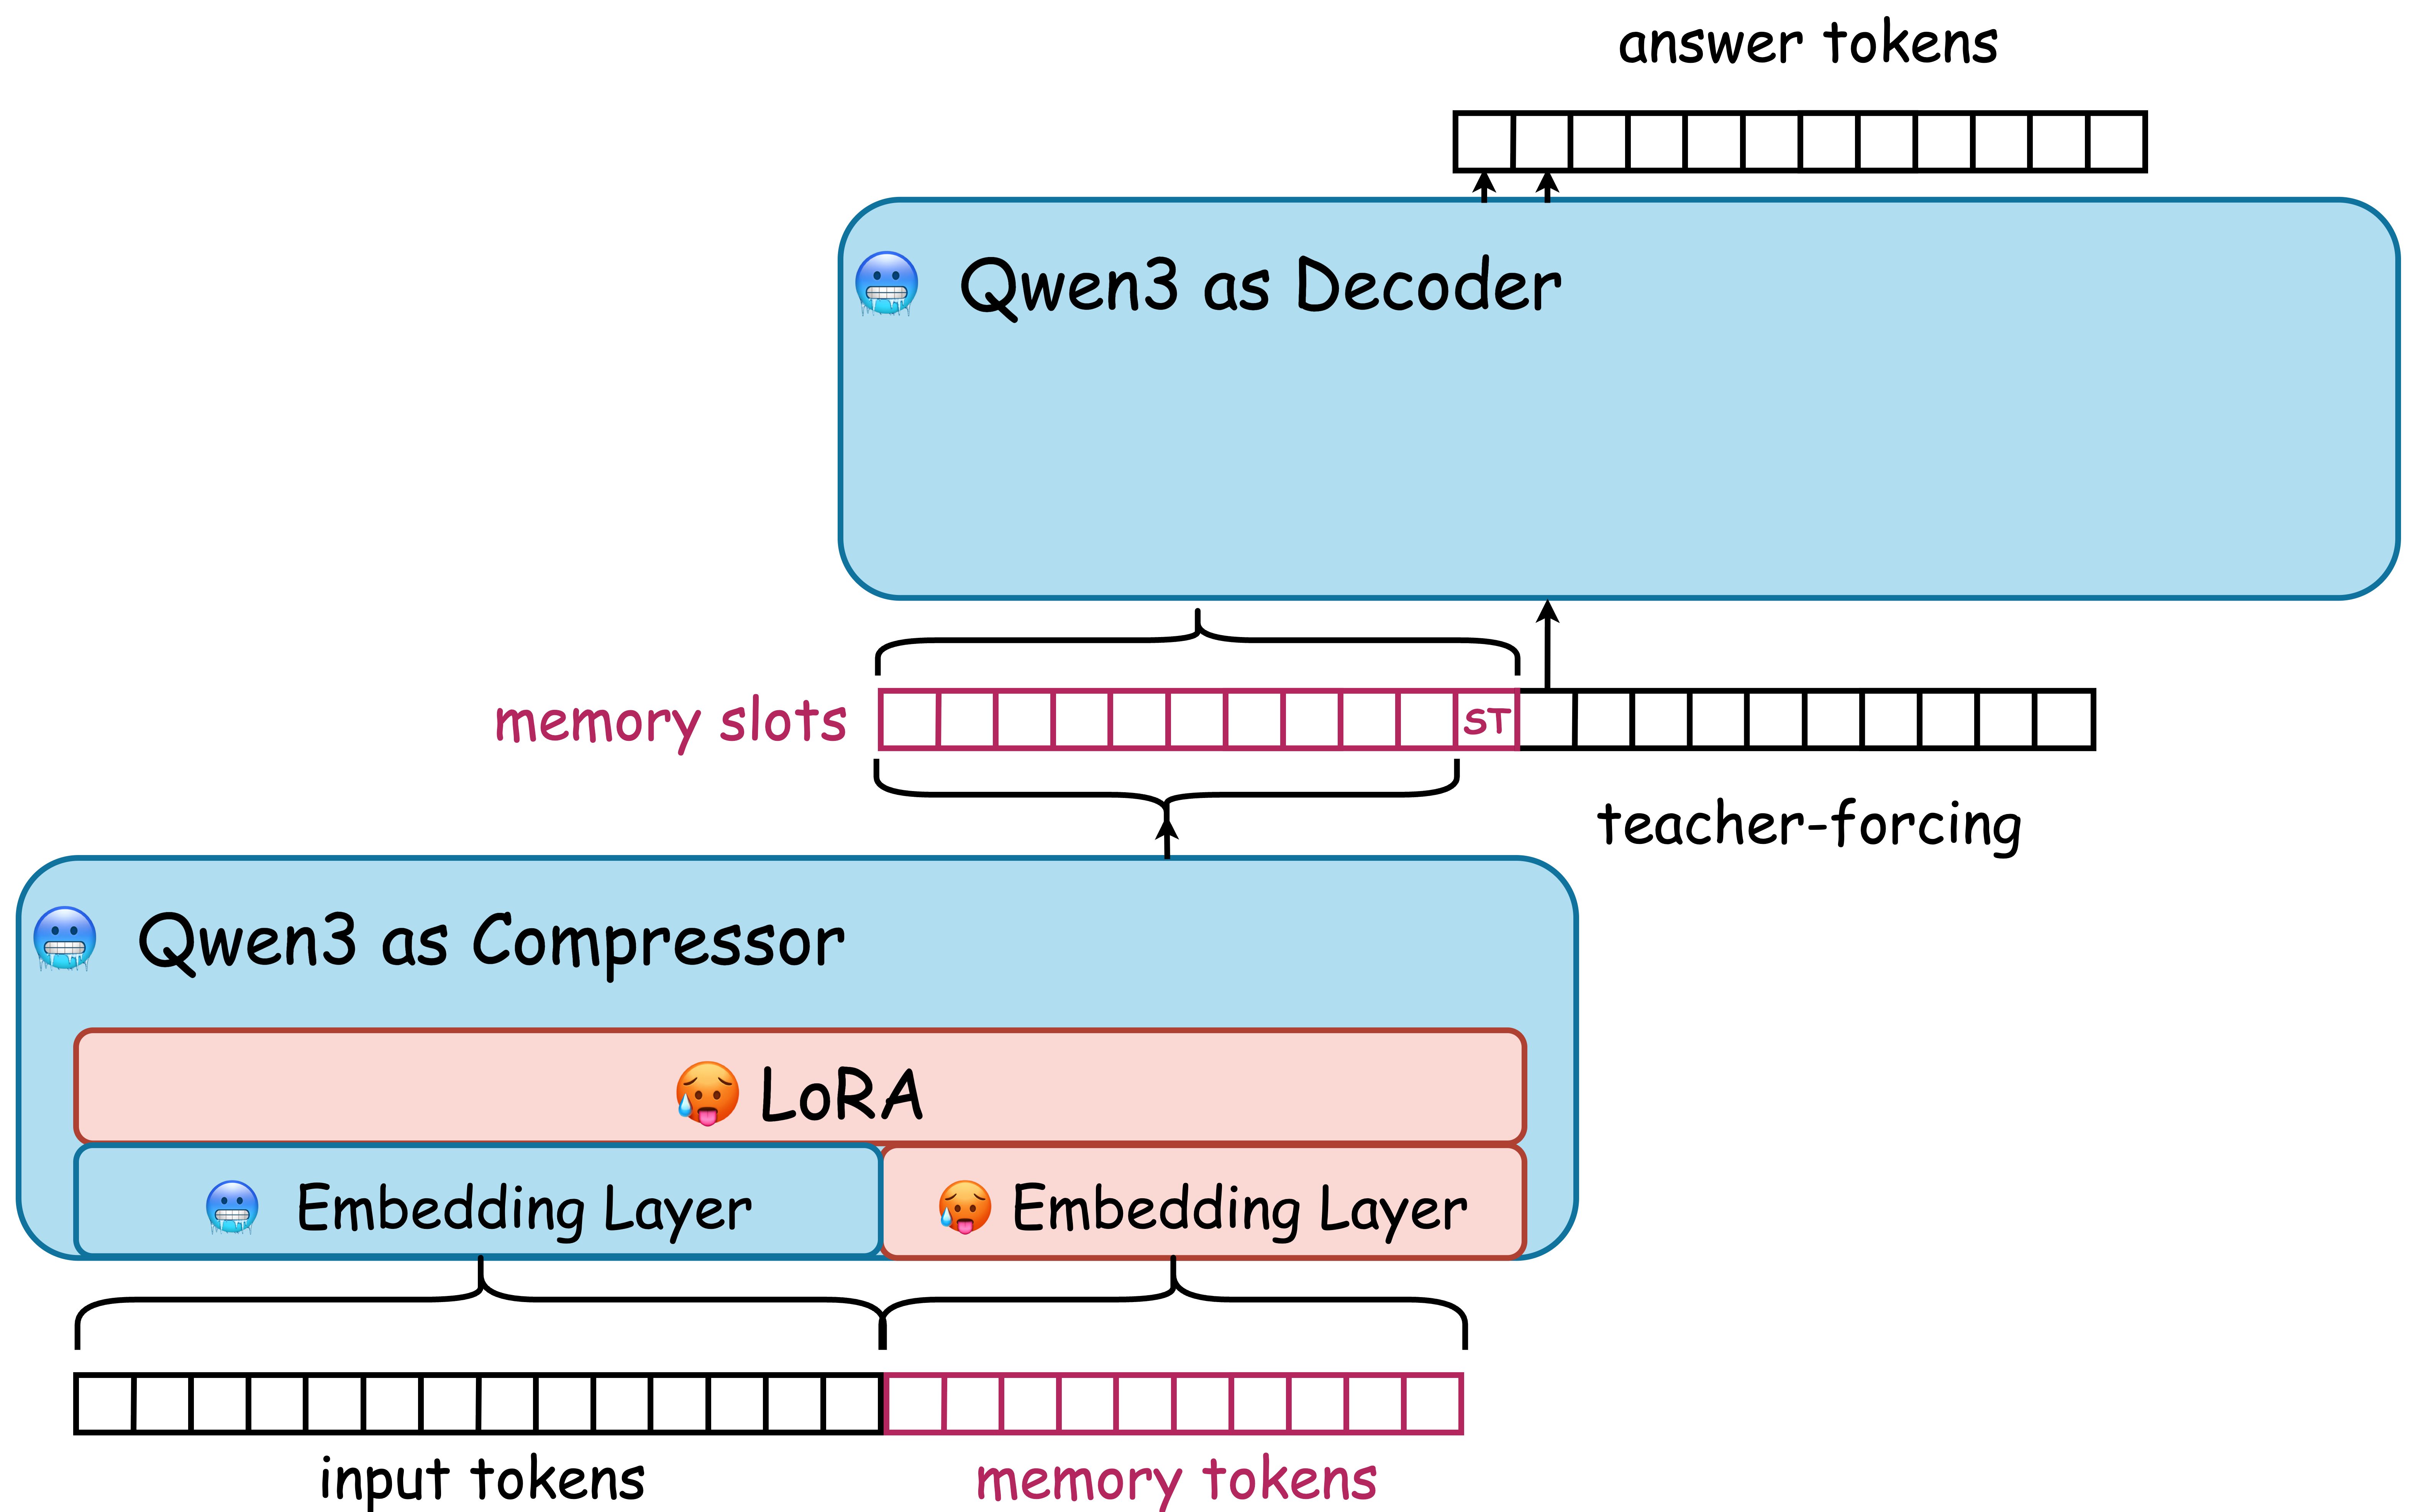 answer tokens
Qwen3 as Decoder
memory slots
ST
teacher-forcing
Qwen3 as Compressor
LoRA
Embedding Layer
Embedding Layer
input tokens
memory tokens